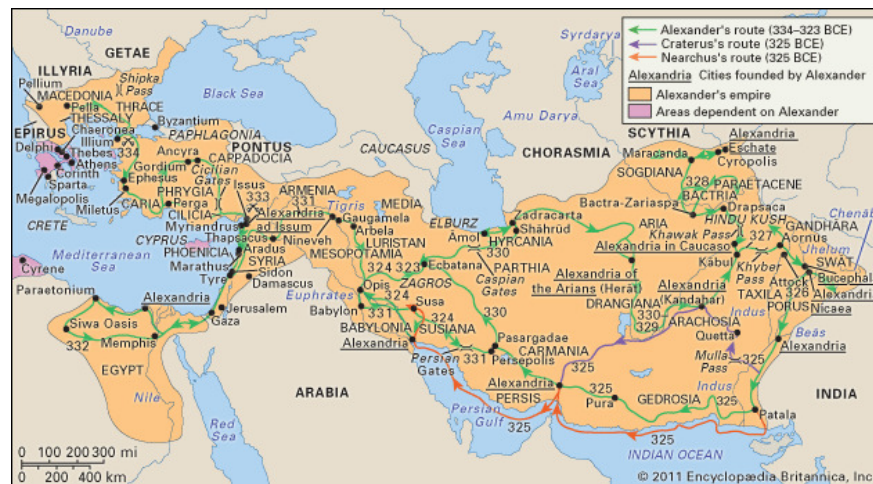 Alexander's route (334–323 BCE)
Craterus's route (325 BCE)
Nearchus's route (325 BCE)
Alexandria Cities founded by Alexander
Alexander's empire
Areas dependent on Alexander
Danube
GETAE
ILLYRIA
Shipka
Pass
Pellium
MACEDONIA
Pella
THRACE
Byzantium
Black Sea
THESSALY
EPIRUS
Chaeronea
Illium
334
PAPHLAGONIA
PONTUS
Delphi
Thebes
Athens
Corinth
Sparta
Megalopolis
Gordium
Ephesus
Miletus
Ancyra
CAPPADOCIA
Cicilian
Gates
PHRYGIA
CARIA
Perga
CILICIA
Issus
333
ARMENIA
331
CAUCASUS
CRETE
CYPRUS
Myriandrus
Alexandria
ad Issum
Thapsacus
Tigris
Gaugamela
Arbela
Nineveh
MEDIA
LURISTAN
MESOPOTAMIA
PHOENICIA
Aradus
SYRIA
Marathus
Tyre
Sidon
Damascus
Mediterranean
Sea
Cyrene
Paraetonium
Alexandria
Jerusalem
Gaza
Siwa Oasis
332
Memphis
EGYPT
Nile
Red
Sea
Euphrates
324
323
Opis
324
331
Babylon
BABYLONIA
Alexandria
Ecbatana
ZAGROS
Susa
324
SUSIANA
Persian
Gates
331
Persepolis
Pasargadae
CARMANIA
330
Caspian
Sea
ELBURZ
Āmol
330
Zadracarta
Shāhrūd
HYRCANIA
PARTHIA
Caspian
Gates
Syrdarya
Aral
Sea
Amu Darya
CHORASMIA
SCYTHIA
Alexandria
Eschate
Maracanda
Cyropolis
SOGDIANA
328
PARAETACENE
BACTRIA
Drapsaca
Bactra-Zariaspa
HINDU KUSH
ARIA
Khawak Pass
Alexandria in Caucaso
327
GANDHĀRA
Aornus
Chenāb
Jhelum
SWĀT
Kābul
Khyber
Pass
Bucephala
Alexandria of
the Arians (Herāt)
Alexandria
(Kandahar)
DRANGIANA
330–
329
ARACHOSIA
Indus
TAXILA
Attock
326
PORUS
Alexandria
Nicaea
Quetta
Beās
Alexandria
Mulla
Pass
325
325
Indus
INDIA
Alexandria
PERSIS
325
Pura
GEDROSIA
325
Patala
ARABIA
Persian
Gulf
325
325
INDIAN OCEAN
0 100 200 300 mi
0 200 400 km
© 2011 Encyclopædia Britannica, Inc.